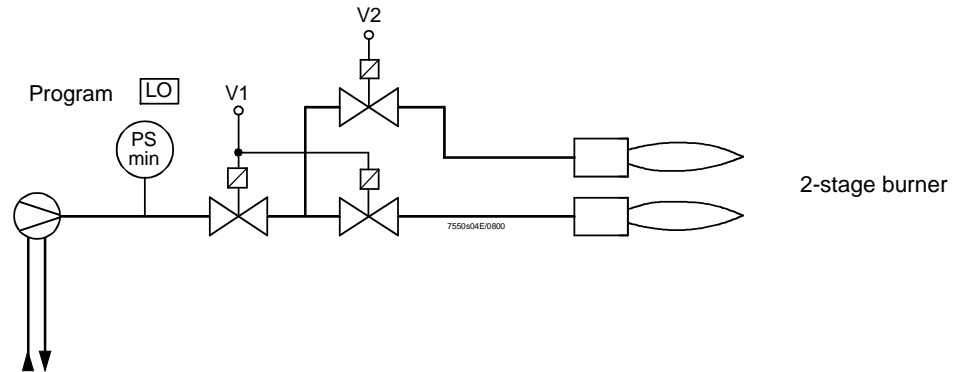 V2
Program LO
V1
PS
min
2-stage burner
7550s04E/0800